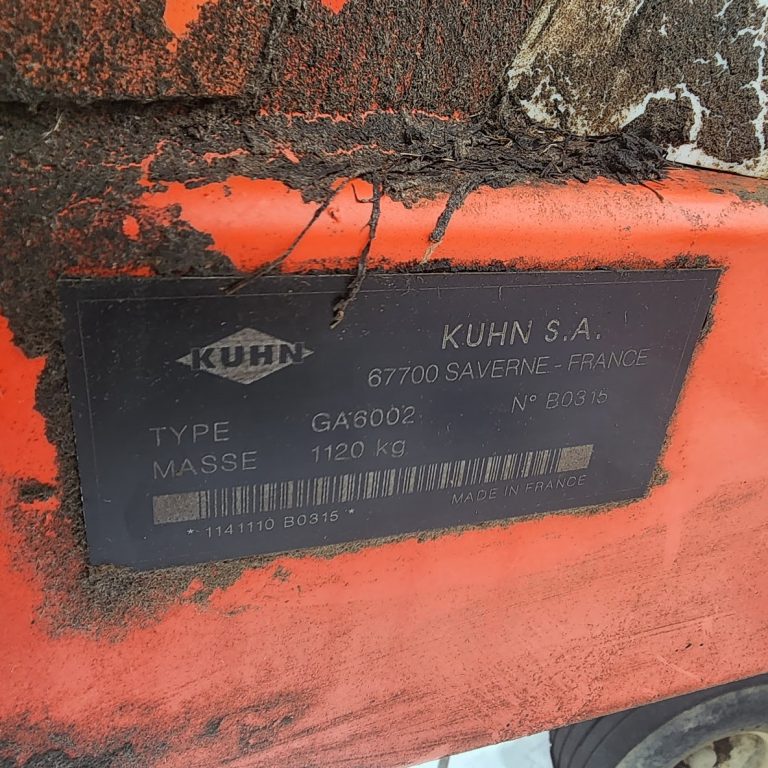 KUHN
KUHN S.A.
67700 SAVERNE - FRANCE
TYPE GA6002 N° B0315
MASSE 1120 kg
* 1141110 B0315 *
MADE IN FRANCE